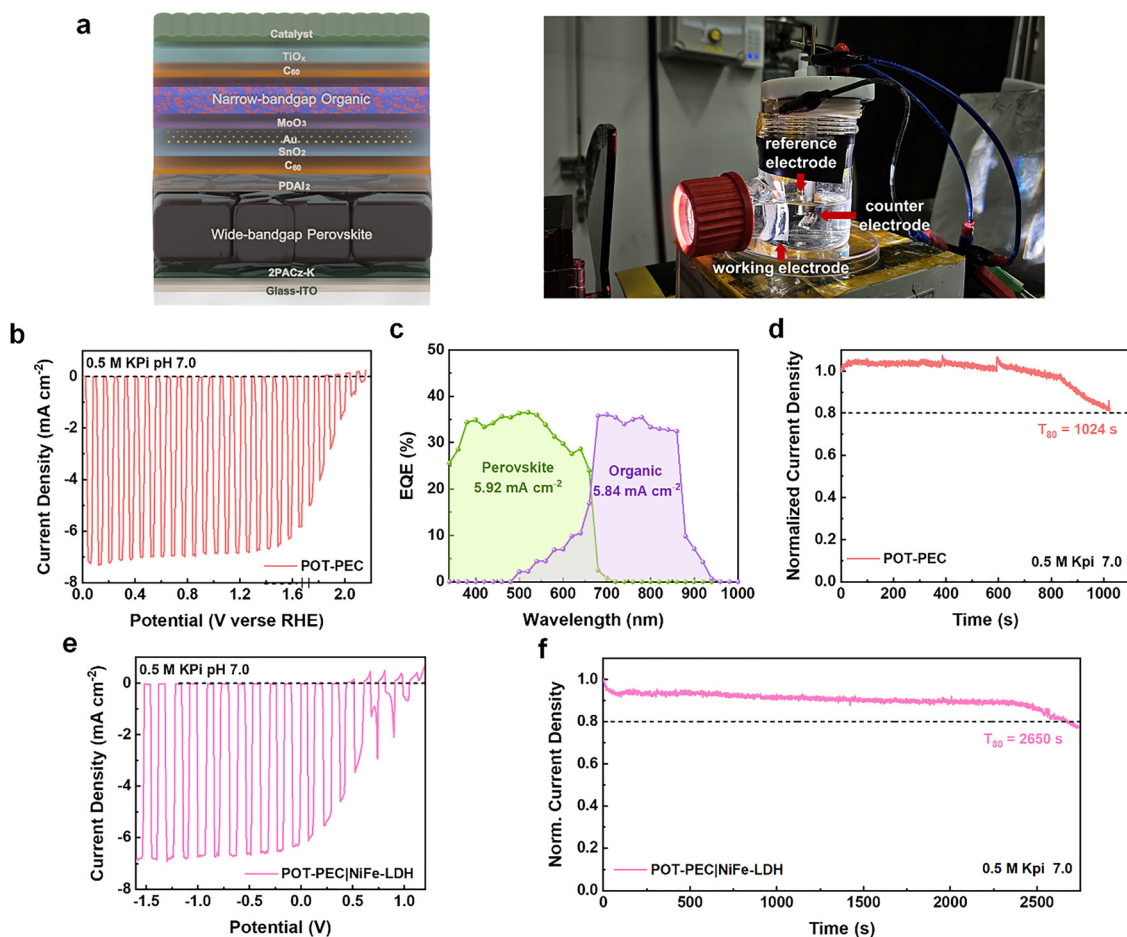 a
Catalyst
TiOₓ
C₆₀
Narrow-bandgap Organic
MoO₃
Au
SnO₂
C₆₀
PDAI₂
Wide-bandgap Perovskite
2PACz-K
Glass-ITO
reference
electrode
counter
electrode
working electrode
b
0.5 M KPi pH 7.0
Current Density (mA cm⁻²)
0
-2
-4
-6
-8
POT-PEC
0.0 0.4 0.8 1.2 1.6 2.0
Potential (V verse RHE)
c
EQE (%)
50
40
30
20
10
0
Perovskite
5.92 mA cm⁻²
Organic
5.84 mA cm⁻²
400 500 600 700 800 900 1000
Wavelength (nm)
d
Normalized Current Density
1.0
0.8
0.6
0.4
0.2
0.0
T₈₀ = 1024 s
POT-PEC
0.5 M Kpi 7.0
0 200 400 600 800 1000
Time (s)
e
0.5 M KPi pH 7.0
Current Density (mA cm⁻²)
0
-2
-4
-6
-8
POT-PEC|NiFe-LDH
-1.5 -1.0 -0.5 0.0 0.5 1.0
Potential (V)
f
Norm. Current Density
1.0
0.8
0.6
0.4
0.2
0.0
T₈₀ = 2650 s
POT-PEC|NiFe-LDH
0.5 M Kpi 7.0
0 500 1000 1500 2000 2500
Time (s)